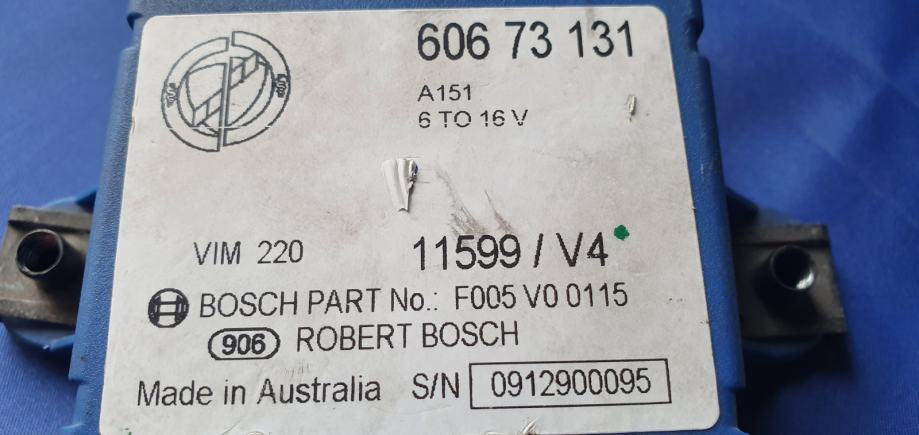 606 73 131
A151
6 TO 16 V
VIM 220 11599 / V4
BOSCH PART No.: F005 V0 0115
906 ROBERT BOSCH
Made in Australia S/N 0912900095